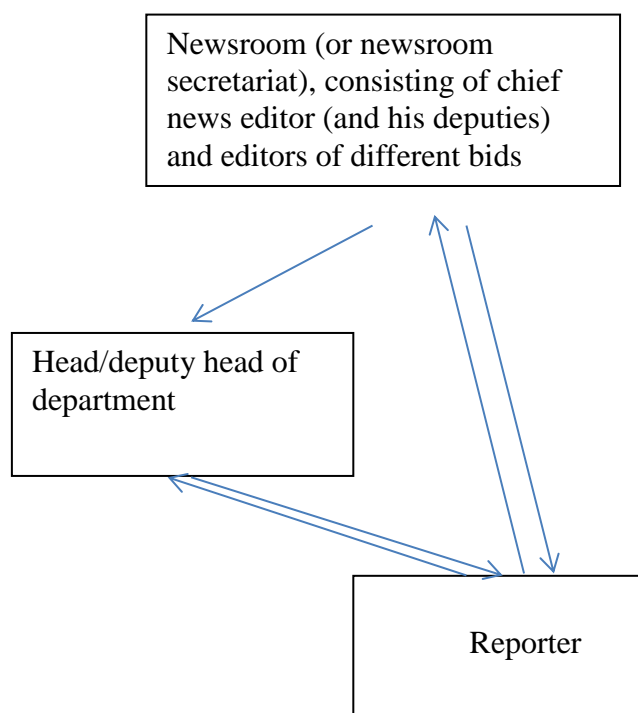 Newsroom (or newsroom
secretariat), consisting of chief
news editor (and his deputies)
and editors of different bids
Head/deputy head of
department
Reporter